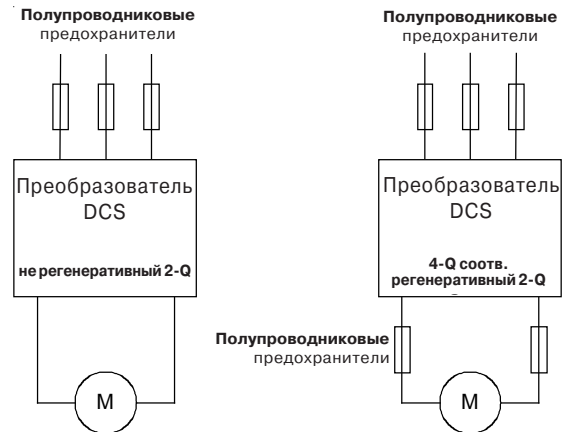 Полупроводниковые
предохранители
Преобразователь
DCS
не регенеративный 2-Q
M
Полупроводниковые
предохранители
Преобразователь
DCS
4-Q соотв.
регенеративный 2-Q
Полупроводниковые
предохранители
M